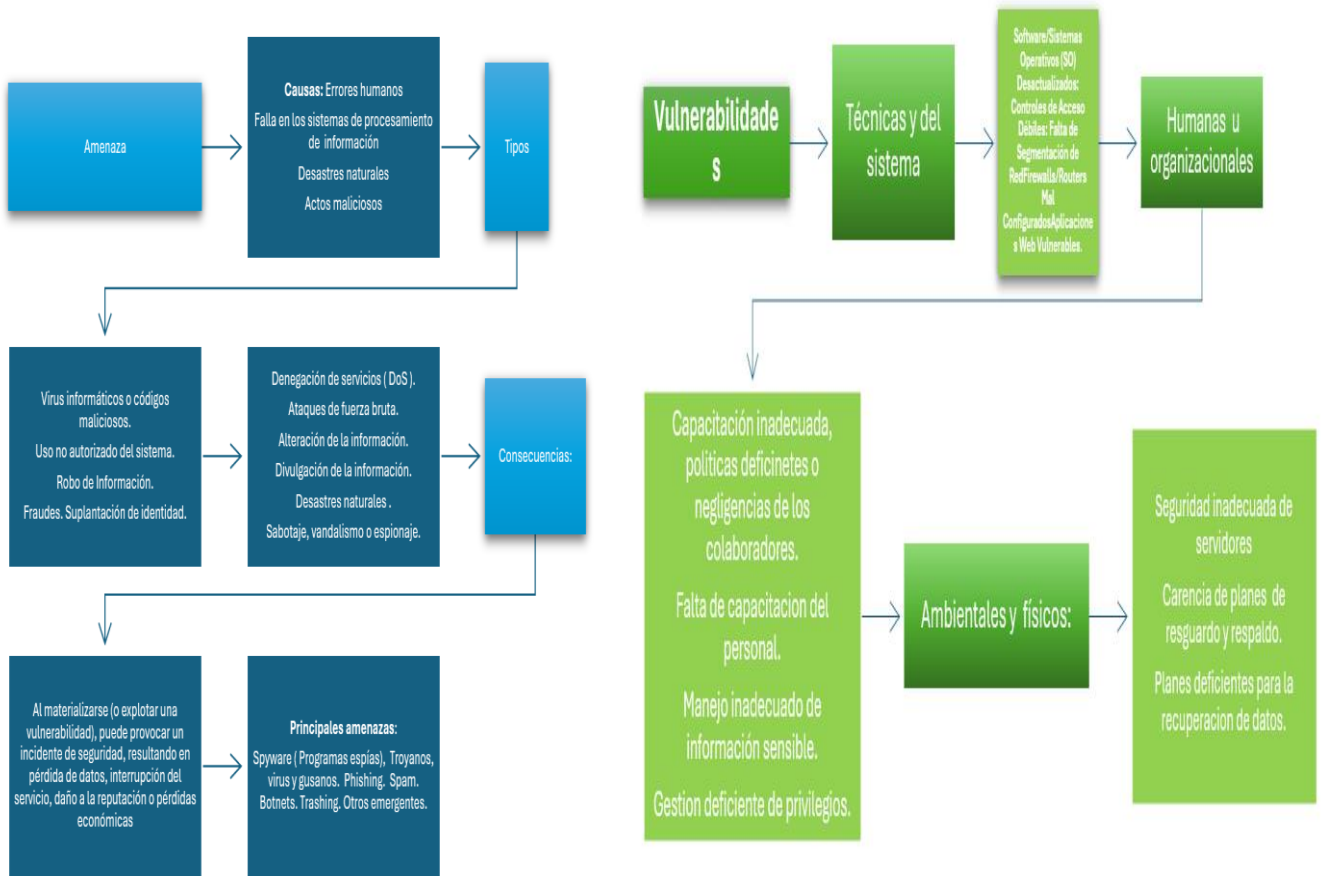 Amenaza
Causas: Errores humanos
Falla en los sistemas de procesamiento
de información
Desastres naturales
Actos maliciosos
Tipos
Virus informáticos o códigos
maliciosos.
Uso no autorizado del sistema.
Robo de Información.
Fraudes. Suplantación de identidad.
Denegación de servicios ( DoS ).
Ataques de fuerza bruta.
Alteración de la información.
Divulgación de la información.
Desastres naturales .
Sabotaje, vandalismo o espionaje.
Consecuencias:
Al materializarse (o explotar una
vulnerabilidad), puede provocar un
incidente de seguridad, resultando en
pérdida de datos, interrupción del
servicio, daño a la reputación o pérdidas
económicas
Principales amenazas:
Spyware ( Programas espías), Troyanos,
virus y gusanos. Phishing. Spam.
Botnets. Trashing. Otros emergentes.
Vulnerabilidade
s
Técnicas y del
sistema
Software/Sistemas
Operativos (SO)
Desactualizados:
Controles de Acceso
Débiles: Falta de
Segmentación de
RedFirewalls/Routers
Mal
ConfiguradosAplicacione
s Web Vulnerables.
Humanas u
organizacionales
Capacitación inadecuada,
politicas deficinetes o
negligencias de los
colaboradores.
Falta de capacitacion del
personal.
Manejo inadecuado de
información sensible.
Gestion deficiente de privilegios.
Ambientales y físicos:
Seguridad inadecuada de
servidores
Carencia de planes de
resguardo y respaldo.
Planes deficientes para la
recuperacion de datos.